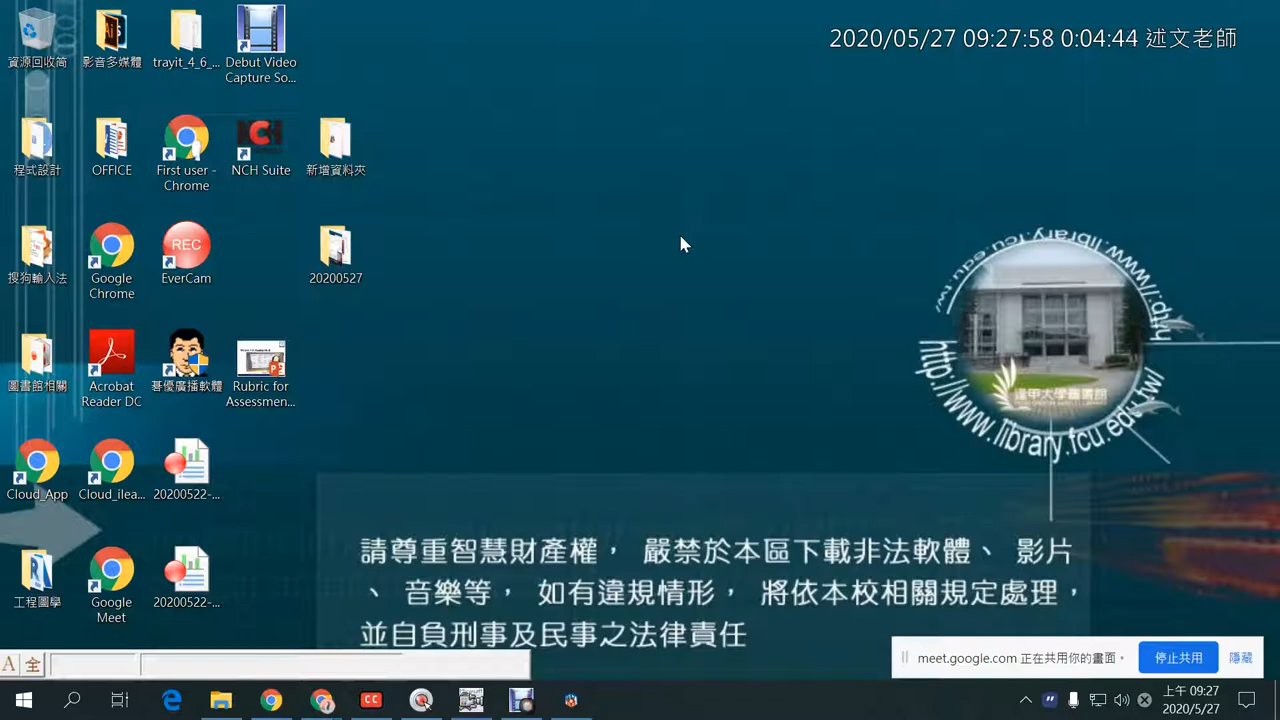 2020/05/27 09:27:58 0:04:44 述文老師
資源回收筒
影音多媒體
trayit_4_6_...
Debut Video
Capture So...
程式設計
OFFICE
First user -
Chrome
NCH Suite
新增資料夾
搜狗輸入法
Google
Chrome
REC
EverCam
20200527
圖書館相關
Acrobat
Reader DC
碁優廣播軟體
Rubric for
Assessmen...
Cloud_App
Cloud_ilea...
20200522-...
工程圖學
Google
Meet
20200522-...
http://www.library.fcu.edu.tw/
http://www.library.fcu.edu.tw/
逢甲大學圖書館
請尊重智慧財產權， 嚴禁於本區下載非法軟體、 影片
、 音樂等， 如有違規情形， 將依本校相關規定處理，
並自負刑事及民事之法律責任
meet.google.com 正在共用你的畫面。
停止共用
隱藏
A 全
CC
上午 09:27
2020/5/27